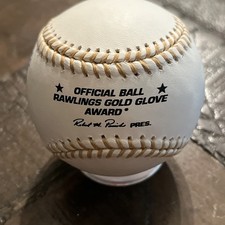 ★ OFFICIAL BALL ★
RAWLINGS GOLD GLOVE
AWARD®
PRES.